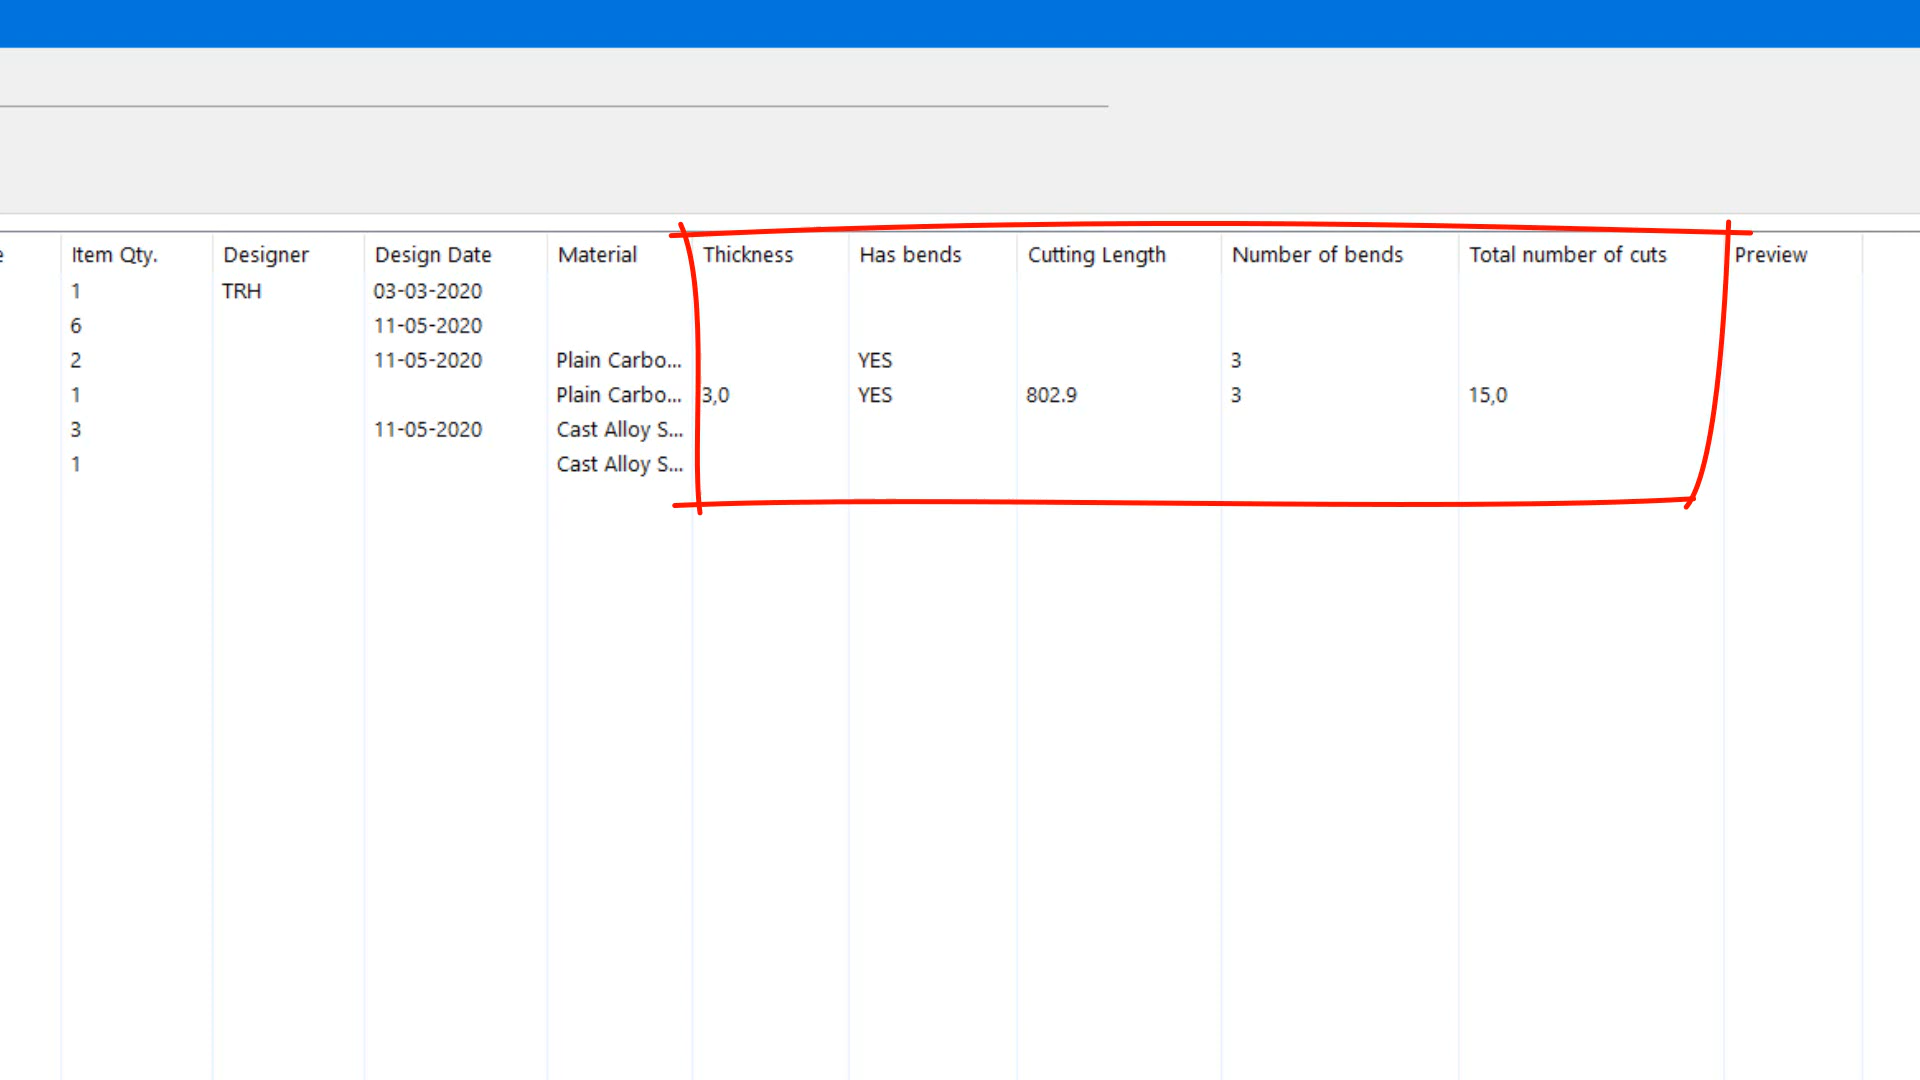 Item Qty. Designer Design Date Material Thickness Has bends Cutting Length Number of bends Total number of cuts Preview
1 TRH 03-03-2020
6 11-05-2020
2 11-05-2020 Plain Carbo... YES 3
1 Plain Carbo... 3,0 YES 802.9 3 15,0
3 11-05-2020 Cast Alloy S...
1 Cast Alloy S...